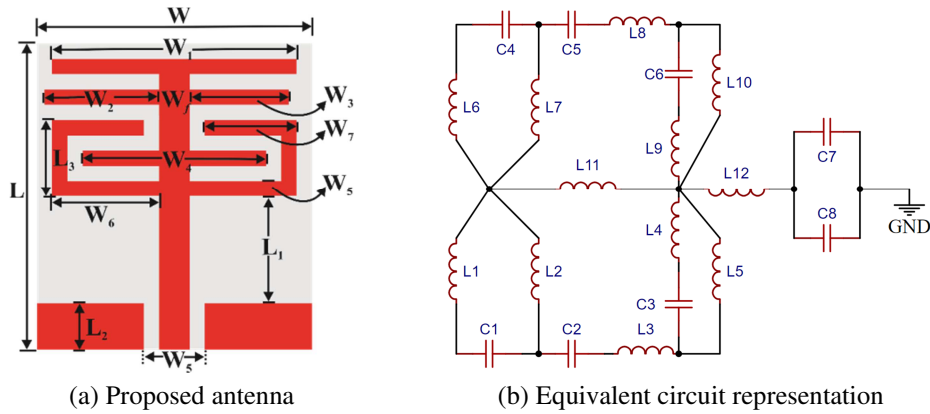 W
W₁
W₂ W_f W₃
W₇
L₃
W₄
L
W₅
W₆
L₁
L₂
W₅
(a) Proposed antenna
C4 C5 L8
C6 L10
L6 L7
L9
L11 L12 C7
C8
GND
L4
L1 L2 L5
C3
C1 C2 L3
(b) Equivalent circuit representation